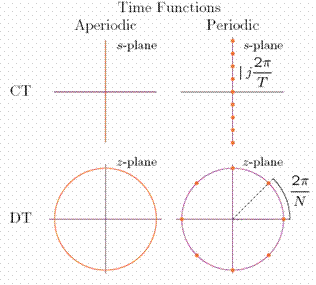 Time Functions
Aperiodic Periodic
s-plane s-plane
j 2π/T
CT
z-plane z-plane
2π/N
DT